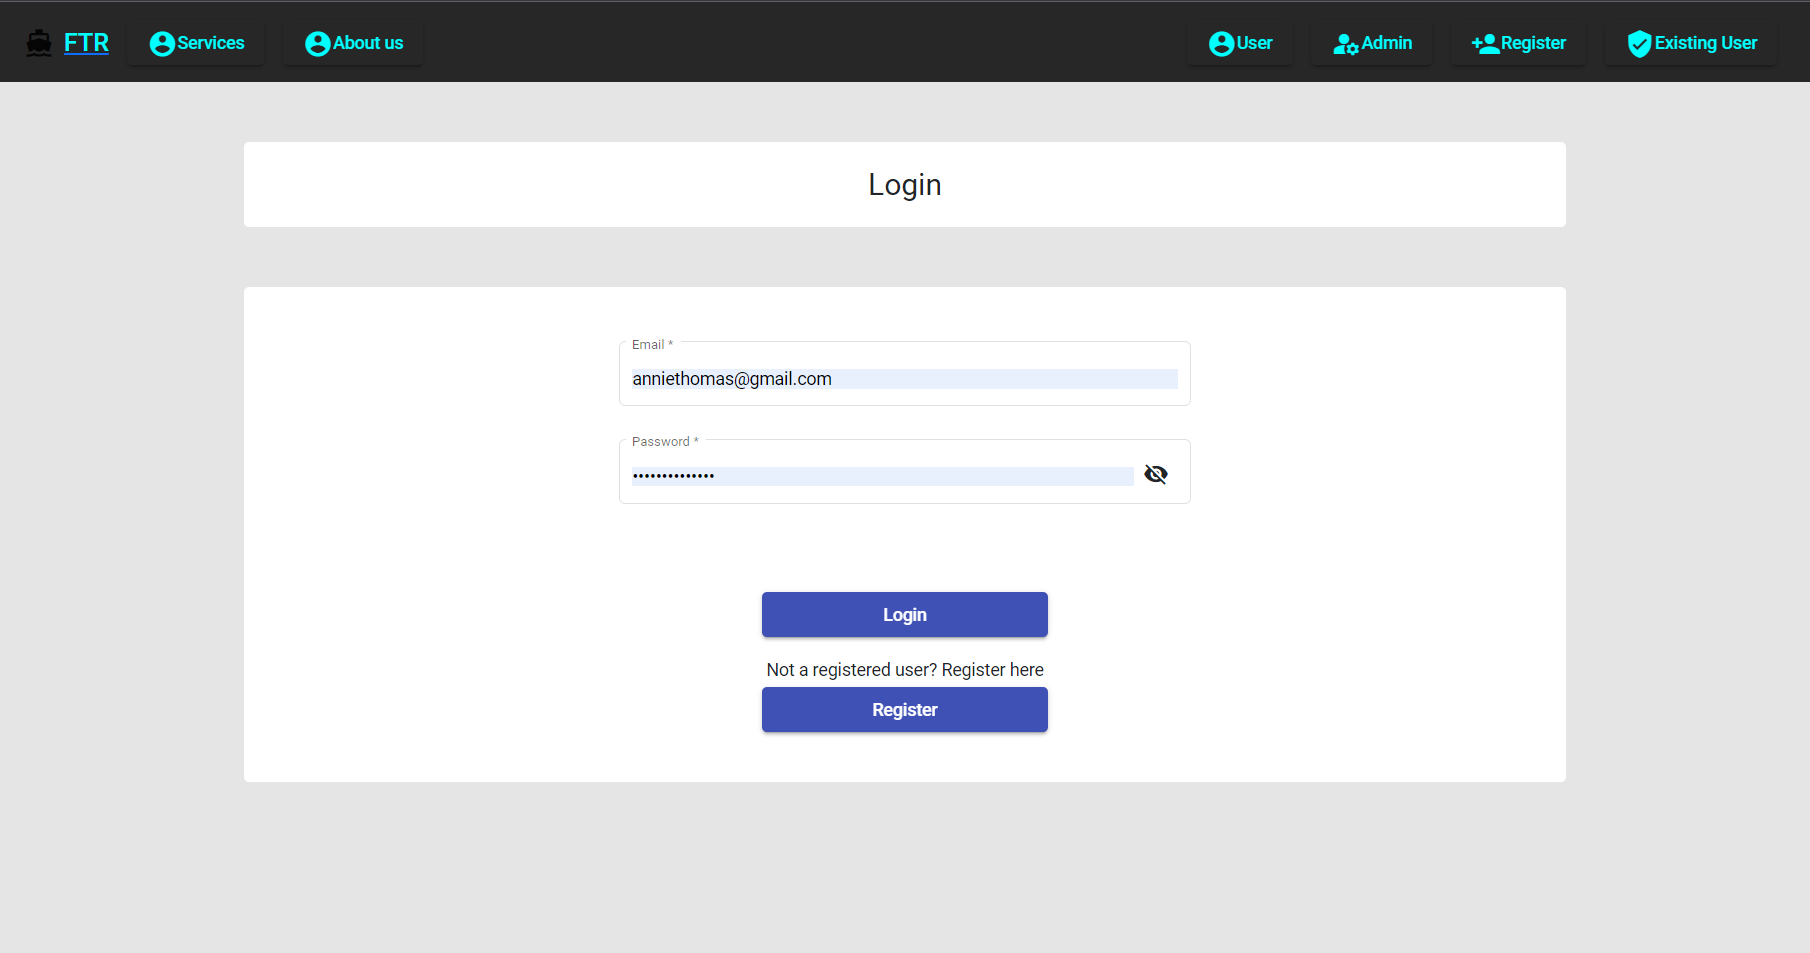 FTR Services About us User Admin Register Existing User
Login
Email *
anniethomas@gmail.com
Password *
••••••••••••••
Login
Not a registered user? Register here
Register